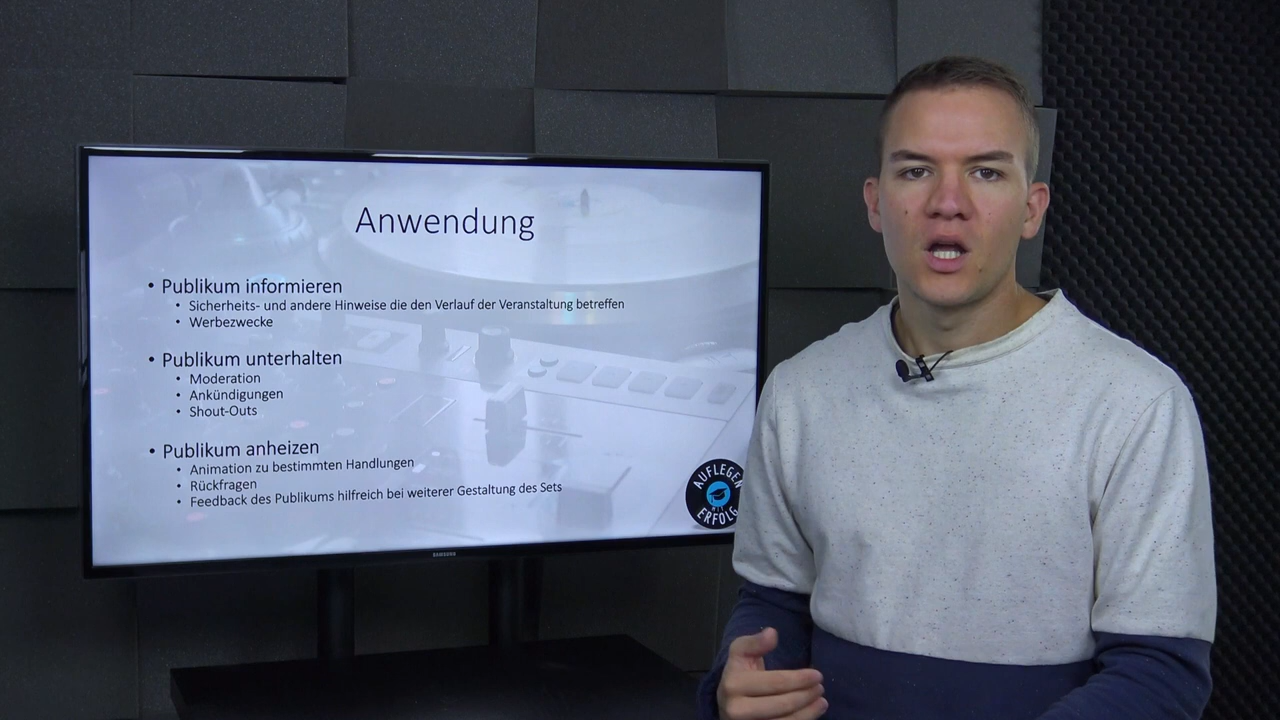 Anwendung
• Publikum informieren
• Sicherheits- und andere Hinweise die den Verlauf der Veranstaltung betreffen
• Werbezwecke
• Publikum unterhalten
• Moderation
• Ankündigungen
• Shout-Outs
• Publikum anheizen
• Animation zu bestimmten Handlungen
• Rückfragen
• Feedback des Publikums hilfreich bei weiterer Gestaltung des Sets
AUFLEGEN
MIT
ERFOLG
SAMSUNG